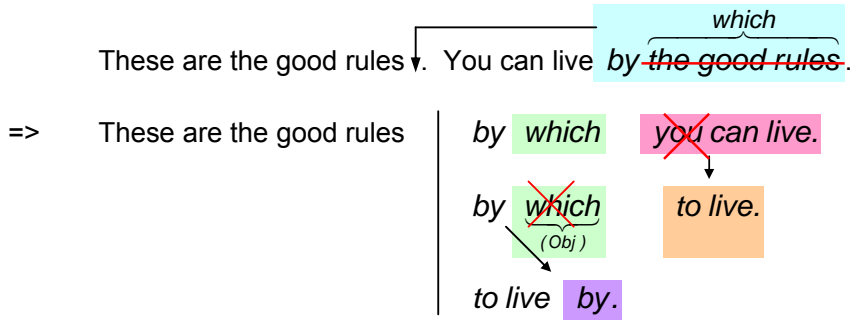 which
These are the good rules . You can live by the good rules .
=> These are the good rules by which you can live.
by which to live.
(Obj)
to live by.